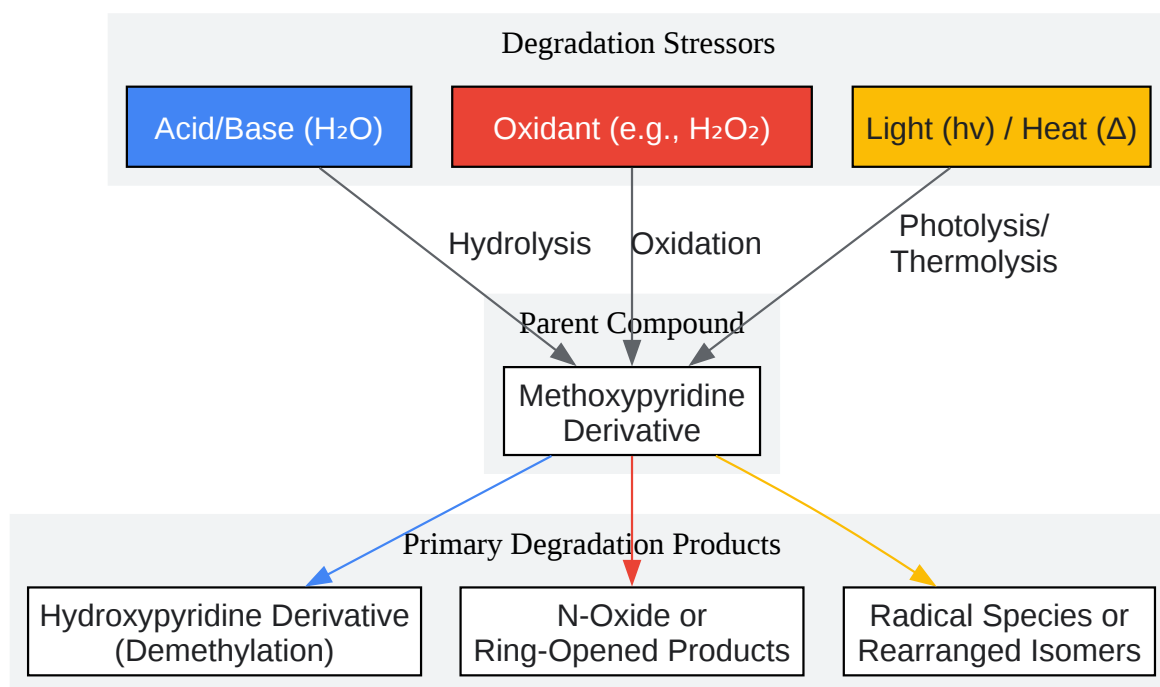 Degradation Stressors
Acid/Base (H₂O)
Oxidant (e.g., H₂O₂)
Light (hv) / Heat (Δ)
Hydrolysis
Oxidation
Photolysis/
Thermolysis
Parent Compound
Methoxypyridine
Derivative
Primary Degradation Products
Hydroxypyridine Derivative
(Demethylation)
N-Oxide or
Ring-Opened Products
Radical Species or
Rearranged Isomers